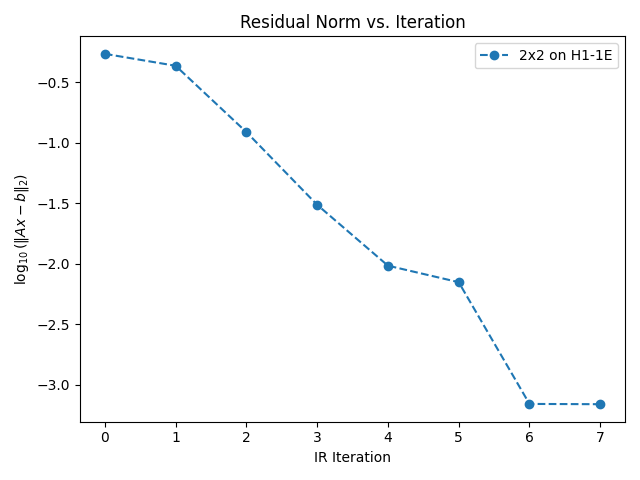 Residual Norm vs. Iteration
2x2 on H1-1E
−0.5
−1.0
−1.5
−2.0
−2.5
−3.0
log₁₀(‖Ax − b‖₂)
0 1 2 3 4 5 6 7
IR Iteration